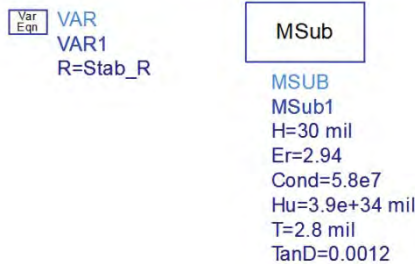 Var
Eqn
VAR
VAR1
R=Stab_R
MSub
MSUB
MSub1
H=30 mil
Er=2.94
Cond=5.8e7
Hu=3.9e+34 mil
T=2.8 mil
TanD=0.0012